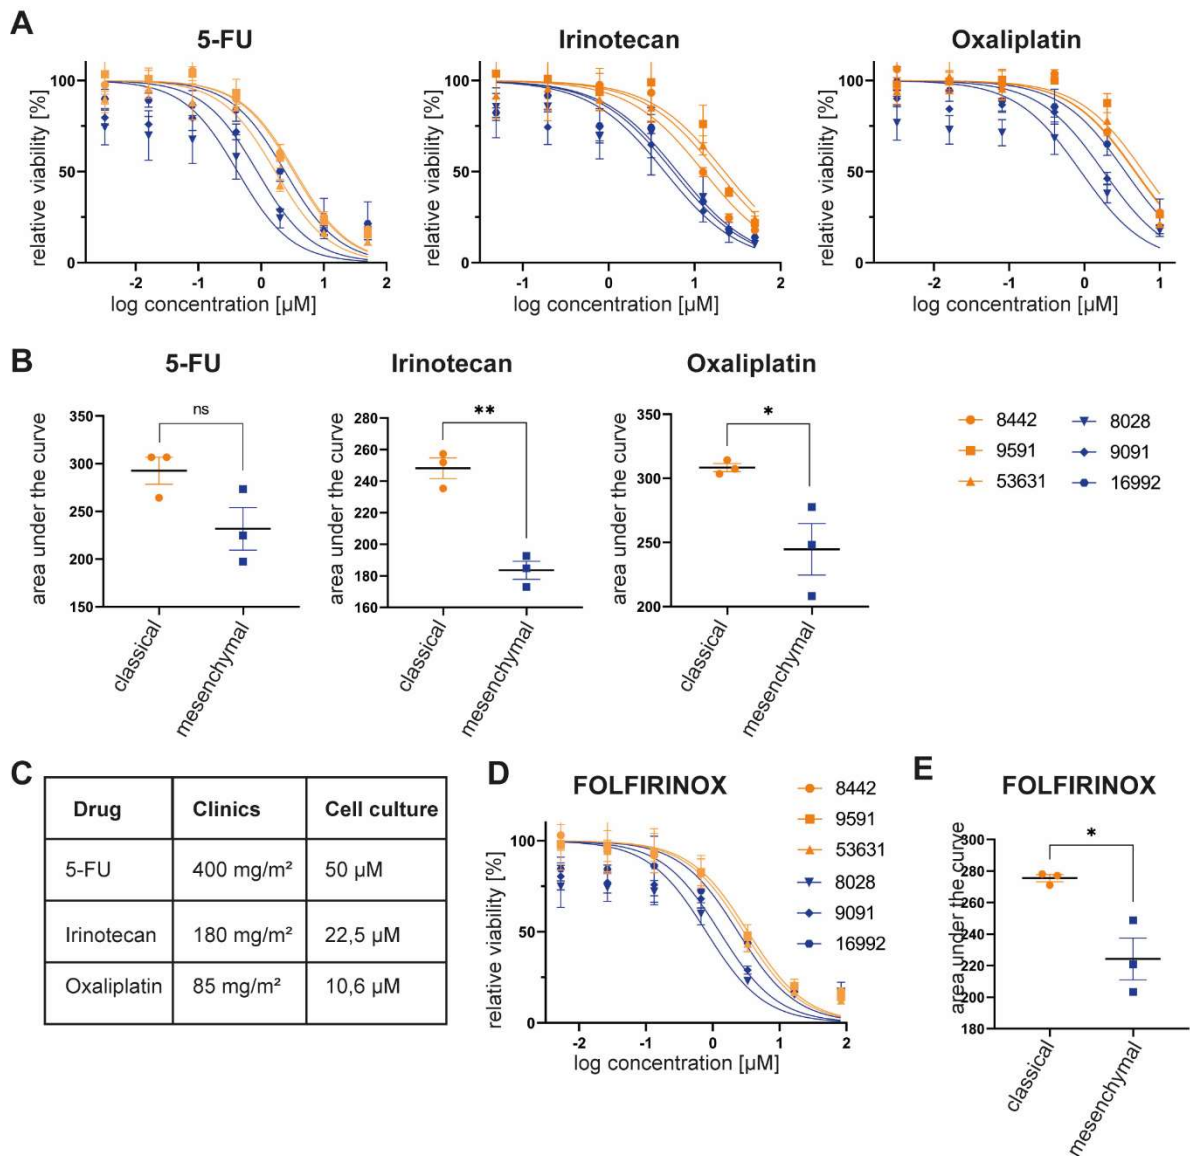 A
5-FU
Irinotecan
Oxaliplatin
relative viability [%]
100
50
0
-2
-1
0
1
2
log concentration [µM]
relative viability [%]
100
50
0
-1
0
1
log concentration [µM]
relative viability [%]
100
50
0
-2
-1
0
1
log concentration [µM]
B
5-FU
Irinotecan
Oxaliplatin
area under the curve
350
300
250
200
150
ns
classical
mesenchymal
area under the curve
280
260
240
220
200
180
160
**
classical
mesenchymal
area under the curve
350
300
250
200
*
classical
mesenchymal
8442
9591
53631
8028
9091
16992
C
Drug Clinics Cell culture
5-FU 400 mg/m² 50 µM
Irinotecan 180 mg/m² 22,5 µM
Oxaliplatin 85 mg/m² 10,6 µM
D
FOLFIRINOX
relative viability [%]
100
50
0
-2
-1
0
1
2
log concentration [µM]
8442
9591
53631
8028
9091
16992
E
FOLFIRINOX
area under the curve
300
280
260
240
220
200
180
*
classical
mesenchymal